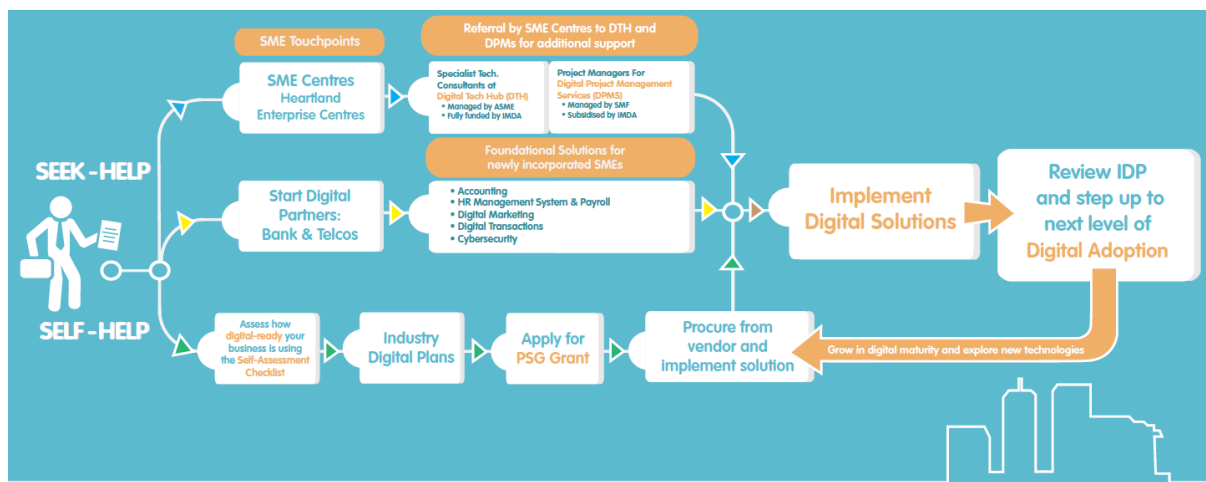 SME Touchpoints
Referral by SME Centres to DTH and
DPMs for additional support
SME Centres
Heartland
Enterprise Centres
Specialist Tech.
Consultants at
Digital Tech Hub (DTH)
• Managed by ASME
• Fully funded by IMDA
Project Managers For
Digital Project Management
Services (DPMS)
• Managed by SMF
• Subsidised by IMDA
SEEK-HELP
SELF-HELP
Foundational Solutions for
newly incorporated SMEs
Start Digital
Partners:
Bank & Telcos
• Accounting
• HR Management System & Payroll
• Digital Marketing
• Digital Transactions
• Cybersecurity
Implement
Digital Solutions
Review IDP
and step up to
next level of
Digital Adoption
Assess how
digital-ready your
business is using
the Self-Assessment
Checklist
Industry
Digital Plans
Apply for
PSG Grant
Procure from
vendor and
implement solution
Grow in digital maturity and explore new technologies